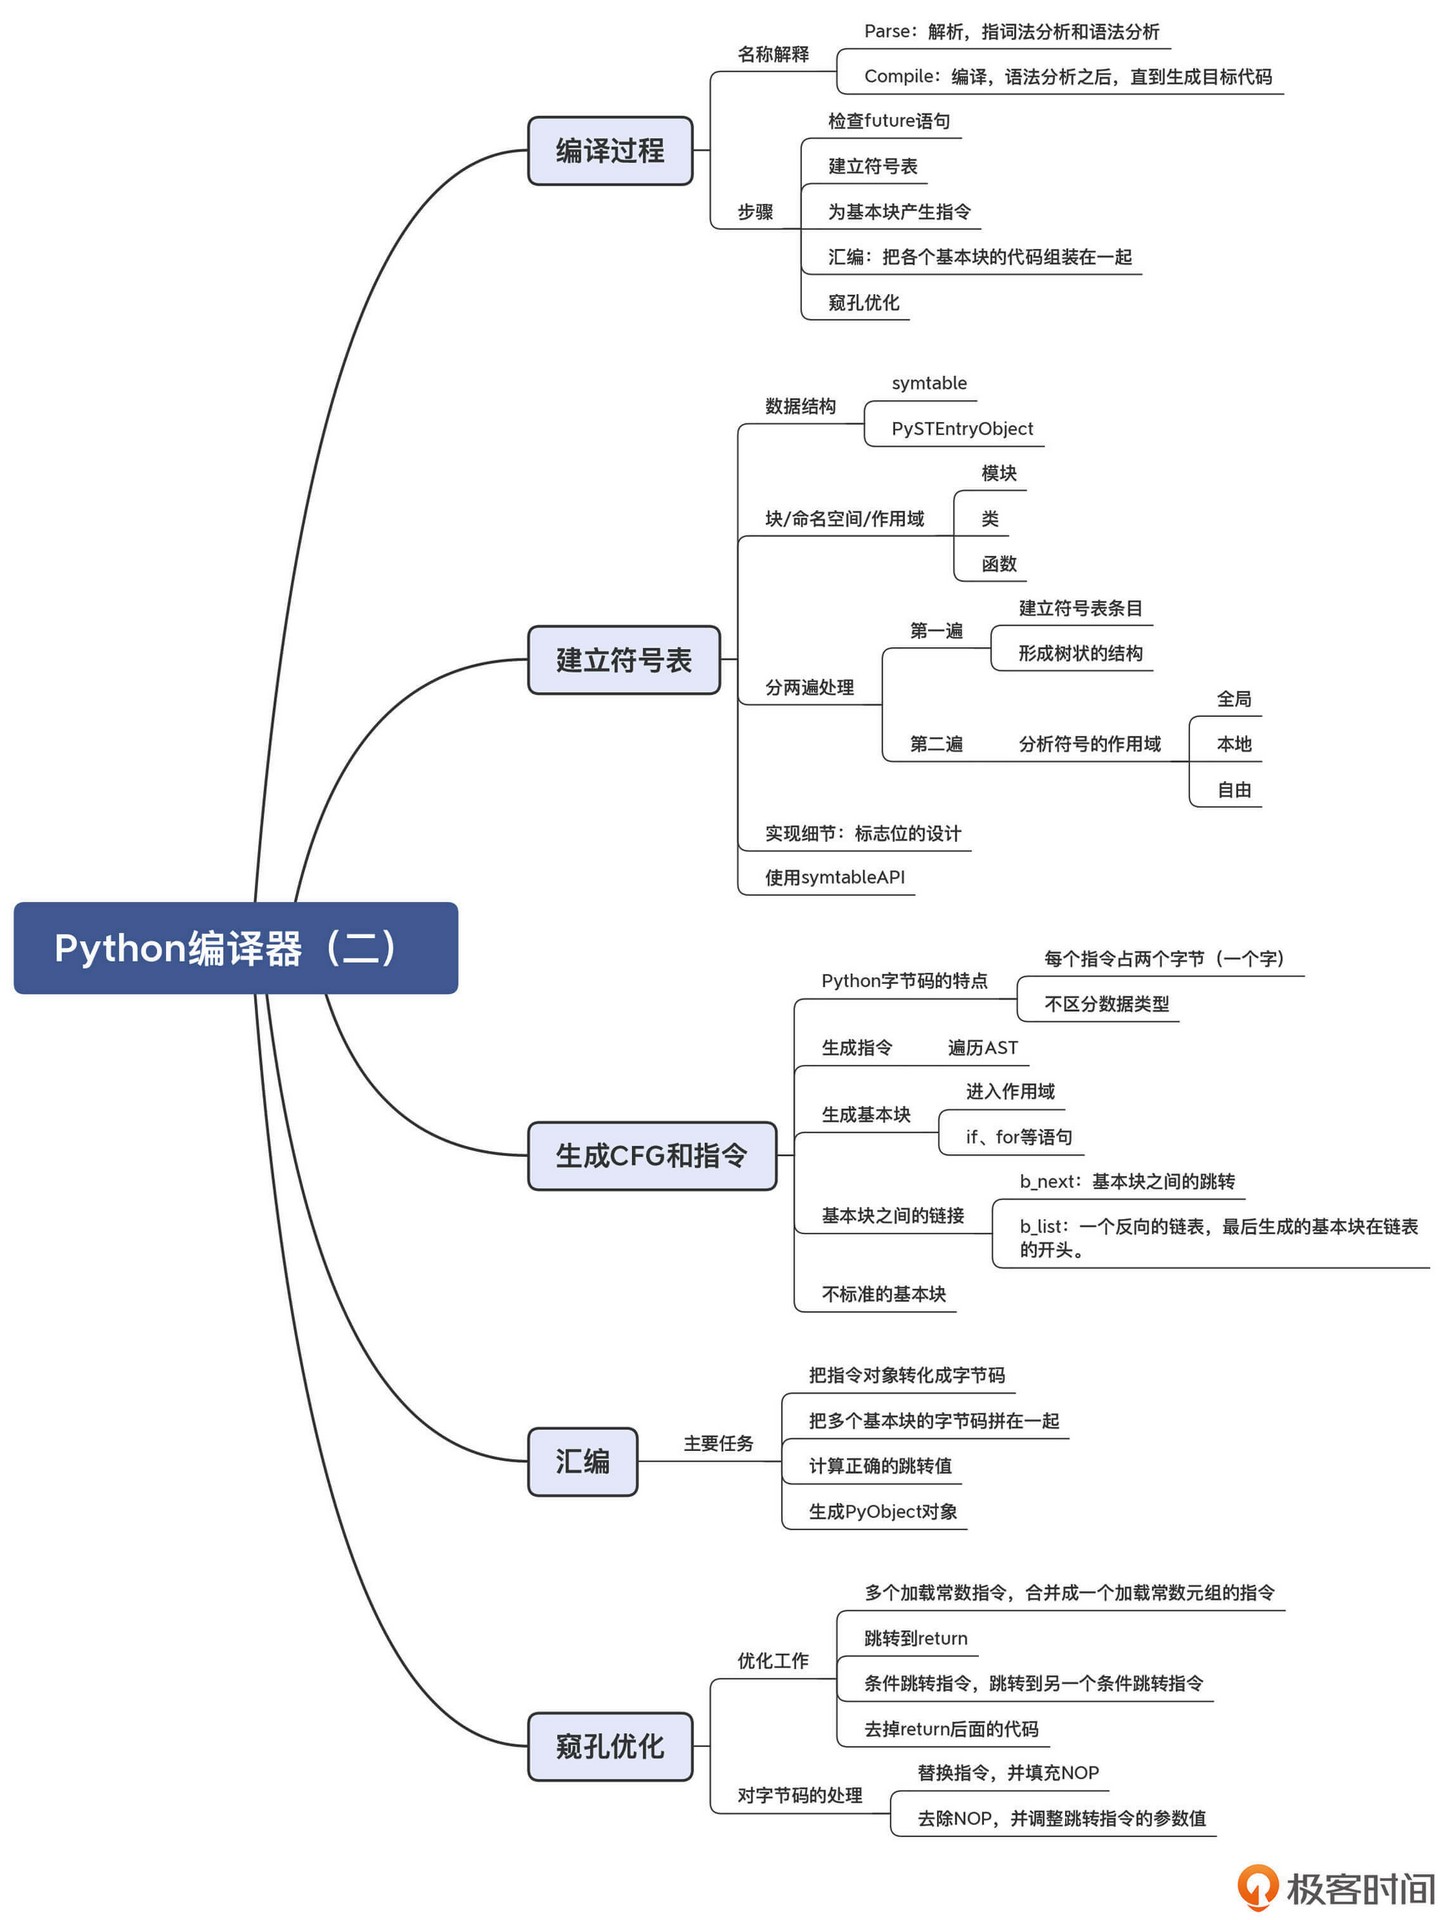 Python编译器（二）
编译过程
名称解释
Parse：解析，指词法分析和语法分析
Compile：编译，语法分析之后，直到生成目标代码
步骤
检查future语句
建立符号表
为基本块产生指令
汇编：把各个基本块的代码组装在一起
窥孔优化
建立符号表
数据结构
symtable
PySTEntryObject
块/命名空间/作用域
模块
类
函数
分两遍处理
第一遍
建立符号表条目
形成树状的结构
第二遍
分析符号的作用域
全局
本地
自由
实现细节：标志位的设计
使用symtableAPI
生成CFG和指令
Python字节码的特点
每个指令占两个字节（一个字）
不区分数据类型
生成指令
遍历AST
生成基本块
进入作用域
if、for等语句
基本块之间的链接
b_next：基本块之间的跳转
b_list：一个反向的链表，最后生成的基本块在链表
的开头。
不标准的基本块
汇编
主要任务
把指令对象转化成字节码
把多个基本块的字节码拼在一起
计算正确的跳转值
生成PyObject对象
窥孔优化
优化工作
多个加载常数指令，合并成一个加载常数元组的指令
跳转到return
条件跳转指令，跳转到另一个条件跳转指令
去掉return后面的代码
对字节码的处理
替换指令，并填充NOP
去除NOP，并调整跳转指令的参数值
极客时间